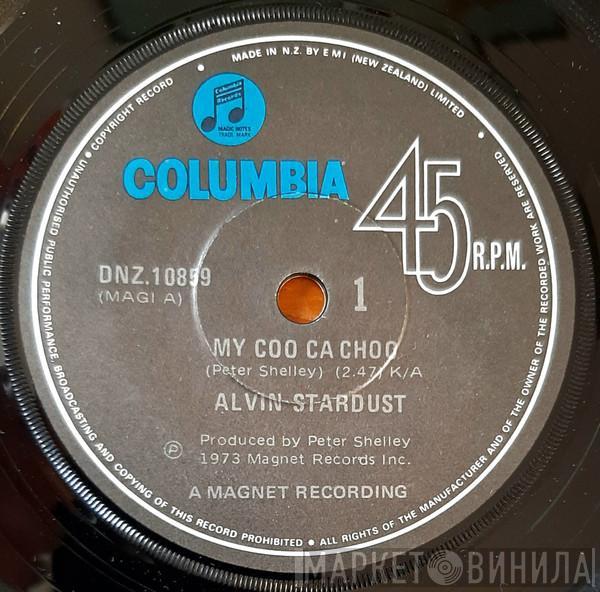 UNAUTHORISED PUBLIC PERFORMANCE, BROADCASTING AND COPYING OF THIS RECORD PROHIBITED • ALL RIGHTS OF THE MANUFACTURER AND OF THE OWNER OF THE RECORDED WORK ARE RESERVED
• COPYRIGHT RECORD • MADE IN N.Z. BY E M I (NEW ZEALAND) LIMITED •
Columbia
Records
MAGIC NOTES
TRADE MARK
COLUMBIA
45 R.P.M.
DNZ.10859
(MAGI A)
1
MY COO CA CHOO
(Peter Shelley) (2.47) K/A
ALVIN STARDUST
Produced by Peter Shelley
Ⓟ 1973 Magnet Records Inc.
A MAGNET RECORDING
МАРКЕТ ВИНИЛА